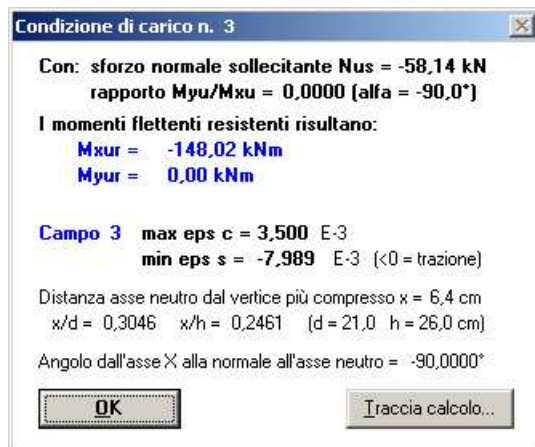 Condizione di carico n. 3
Con: sforzo normale sollecitante Nus = -58,14 kN
rapporto Myu/Mxu = 0,0000 (alfa = -90,0°)
I momenti flettenti resistenti risultano:
Mxur = -148,02 kNm
Myur = 0,00 kNm
Campo 3 max eps c = 3,500 E-3
min eps s = -7,989 E-3 (<0 = trazione)
Distanza asse neutro dal vertice più compresso x = 6,4 cm
x/d = 0,3046 x/h = 0,2461 (d = 21,0 h = 26,0 cm)
Angolo dall'asse X alla normale all'asse neutro = -90,0000°
OK
Traccia calcolo...